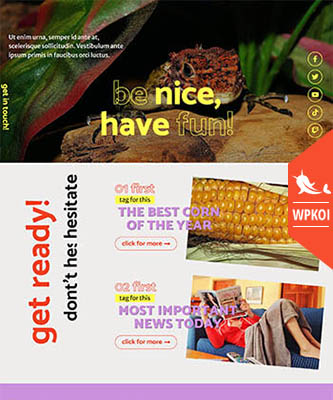 Ut enim urna, semper id ante at,
scelerisque sollicitudin. Vestibulum ante
ipsum primis in faucibus orci luctus.
get in touch!
be nice,
have fun!
WPKOI
get ready!
don't hesitate
01 first
tag for this
THE BEST CORN
OF THE YEAR
click for more →
02 first
tag for this
MOST IMPORTANT
NEWS TODAY
click for more →